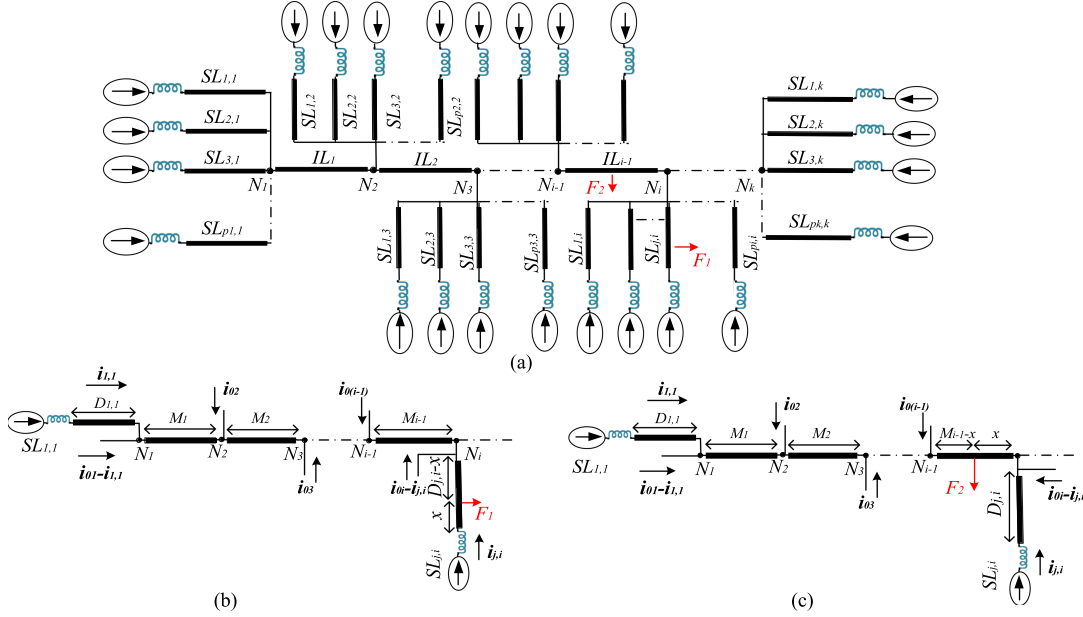 SL1,2
SL2,2
SL3,2
SLp2,2
SL1,1
SL2,1
SL3,1
SLp1,1
IL1
IL2
ILi-1
N1
N2
N3
Ni-1
Ni
Nk
F2
SL1,k
SL2,k
SL3,k
SLpk,k
SL1,3
SL2,3
SL3,3
SLp3,3
SL1,i
SLj,i
SLpi,i
F1
(a)
i1,1
D1,1
SL1,1
i01-i1,1
M1
i02
M2
i0(i-1)
Mi-1
N1
N2
N3
Ni-1
Ni
i03
i0i-ij,i
Dj,i-x
x
F1
SLj,i
ij,i
(b)
i1,1
D1,1
SL1,1
i01-i1,1
M1
i02
M2
i0(i-1)
Mi-1-x
x
N1
N2
N3
Ni-1
Ni
i03
F2
Dj,i
i0i-ij,i
SLj,i
ij,i
(c)